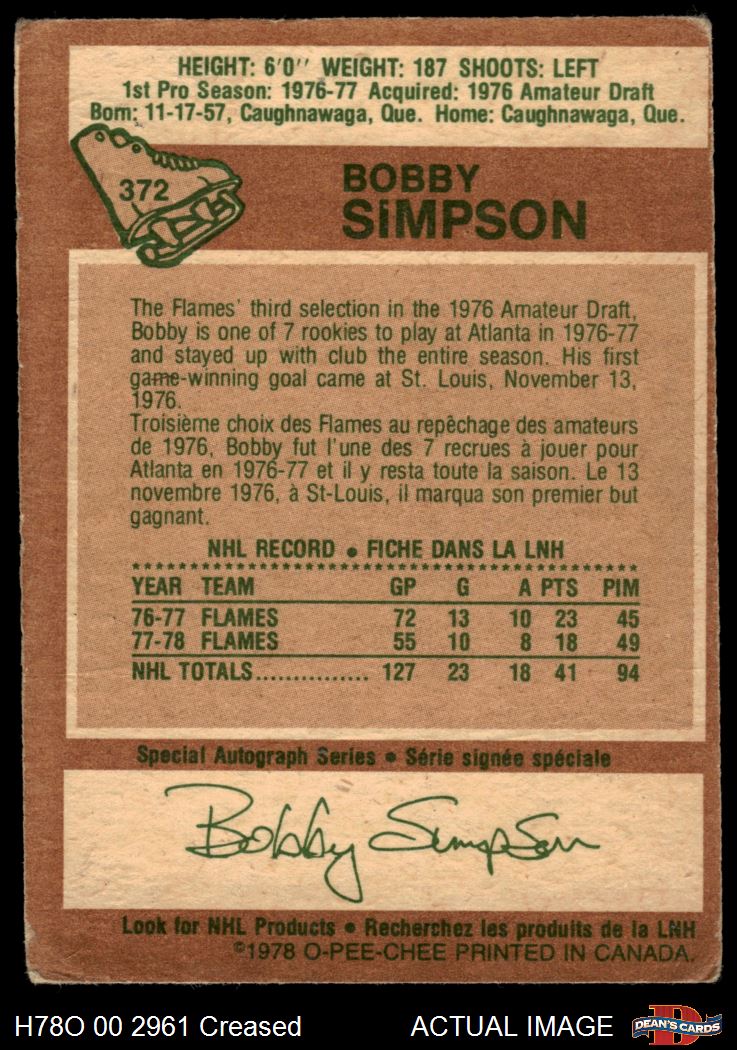 HEIGHT: 6'0'' WEIGHT: 187 SHOOTS: LEFT
1st Pro Season: 1976-77 Acquired: 1976 Amateur Draft
Born: 11-17-57, Caughnawaga, Que. Home: Caughnawaga, Que.
372
BOBBY
SIMPSON
The Flames' third selection in the 1976 Amateur Draft,
Bobby is one of 7 rookies to play at Atlanta in 1976-77
and stayed up with club the entire season. His first
game-winning goal came at St. Louis, November 13,
1976.
Troisième choix des Flames au repêchage des amateurs
de 1976, Bobby fut l'une des 7 recrues à jouer pour
Atlanta en 1976-77 et il y resta toute la saison. Le 13
novembre 1976, à St-Louis, il marqua son premier but
gagnant.
NHL RECORD • FICHE DANS LA LNH
YEAR TEAM GP G A PTS PIM
76-77 FLAMES 72 13 10 23 45
77-78 FLAMES 55 10 8 18 49
NHL TOTALS................ 127 23 18 41 94
Special Autograph Series • Série signée spéciale
Bobby Simpson
Look for NHL Products • Recherchez les produits de la LNH
©1978 O-PEE-CHEE PRINTED IN CANADA.
H78O 00 2961 Creased ACTUAL IMAGE
D
DEAN'S CARDS